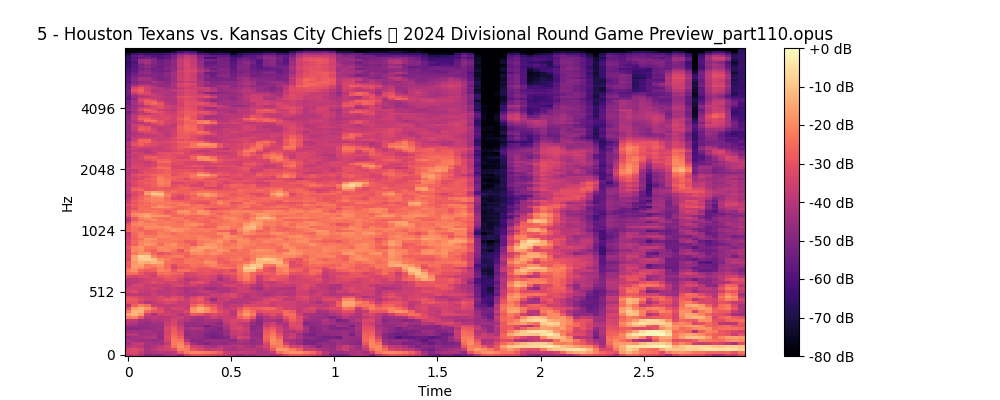 5 - Houston Texans vs. Kansas City Chiefs ▯ 2024 Divisional Round Game Preview_part110.opus
+0 dB
4096
-10 dB
-20 dB
2048
-30 dB
Hz
-40 dB
1024
-50 dB
512
-60 dB
-70 dB
0
-80 dB
0 0.5 1 1.5 2 2.5
Time